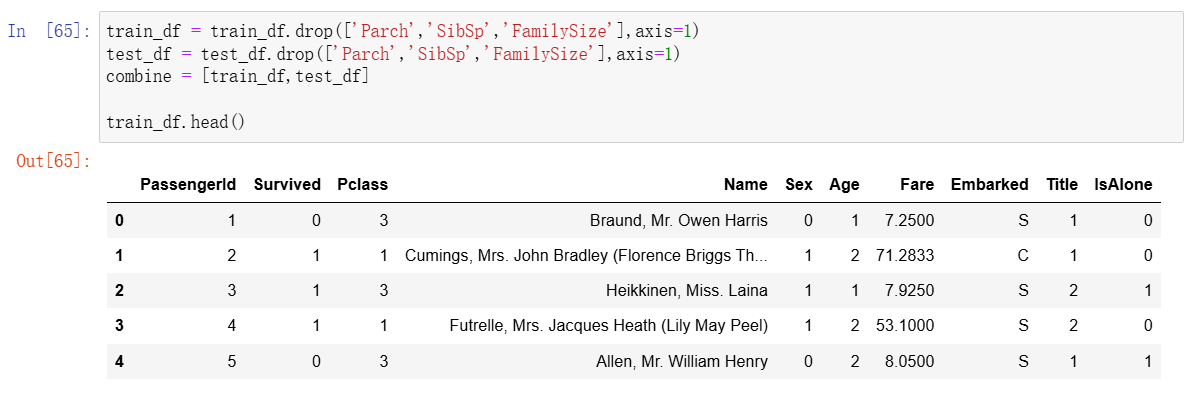 In [65]: train_df = train_df.drop(['Parch','SibSp','FamilySize'],axis=1)
test_df = test_df.drop(['Parch','SibSp','FamilySize'],axis=1)
combine = [train_df,test_df]
train_df.head()
Out[65]:
PassengerId Survived Pclass Name Sex Age Fare Embarked Title IsAlone
0 1 0 3 Braund, Mr. Owen Harris 0 1 7.2500 S 1 0
1 2 1 1 Cumings, Mrs. John Bradley (Florence Briggs Th... 1 2 71.2833 C 1 0
2 3 1 3 Heikkinen, Miss. Laina 1 1 7.9250 S 2 1
3 4 1 1 Futrelle, Mrs. Jacques Heath (Lily May Peel) 1 2 53.1000 S 2 0
4 5 0 3 Allen, Mr. William Henry 0 2 8.0500 S 1 1